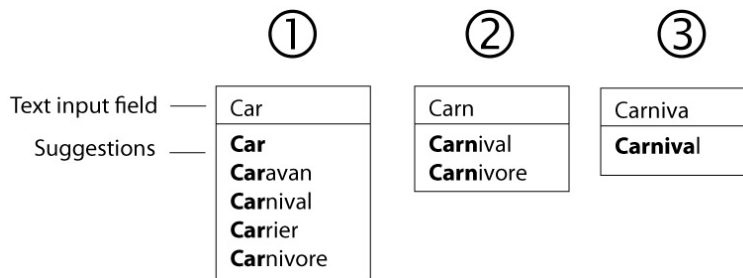 ① ② ③
Text input field
Car
Carn
Carniva
Suggestions
Car
Caravan
Carnival
Carrier
Carnivore
Carnival
Carnivore
Carnival